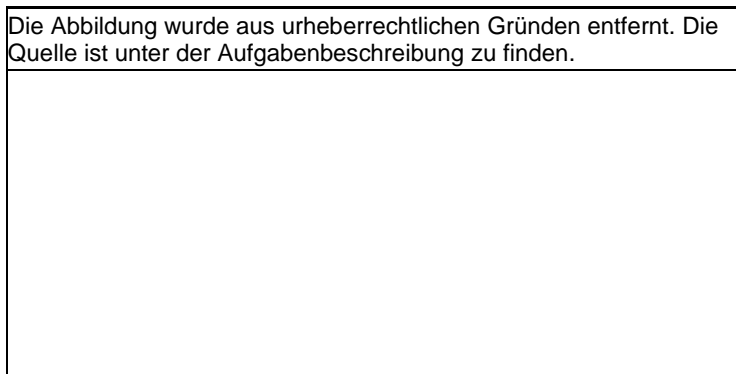 Die Abbildung wurde aus urheberrechtlichen Gründen entfernt. Die
Quelle ist unter der Aufgabenbeschreibung zu finden.